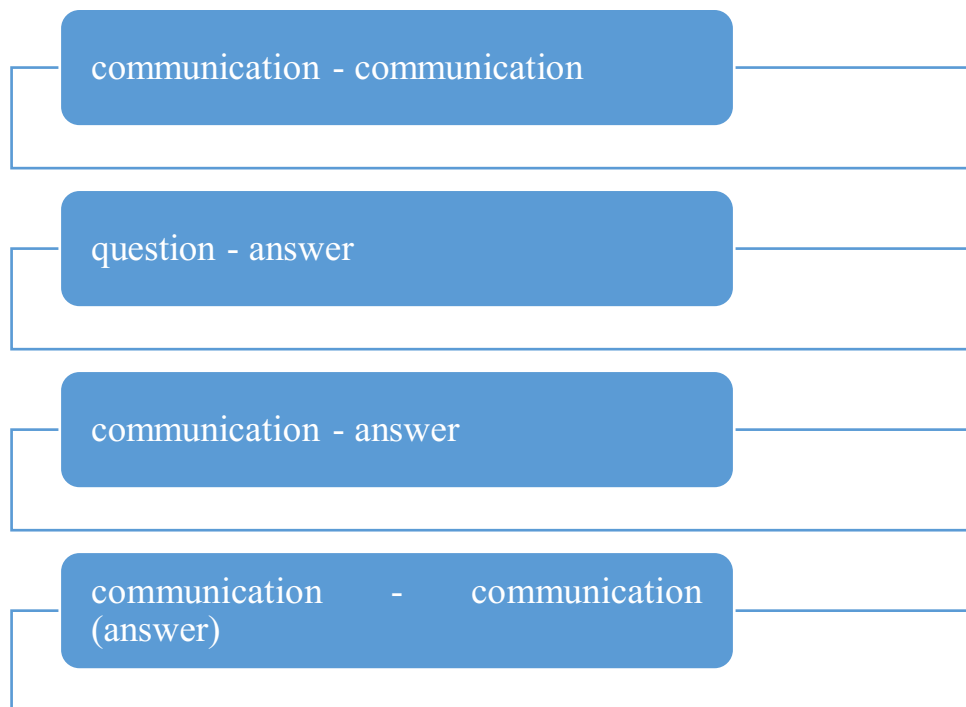 communication - communication
question - answer
communication - answer
communication - communication
(answer)